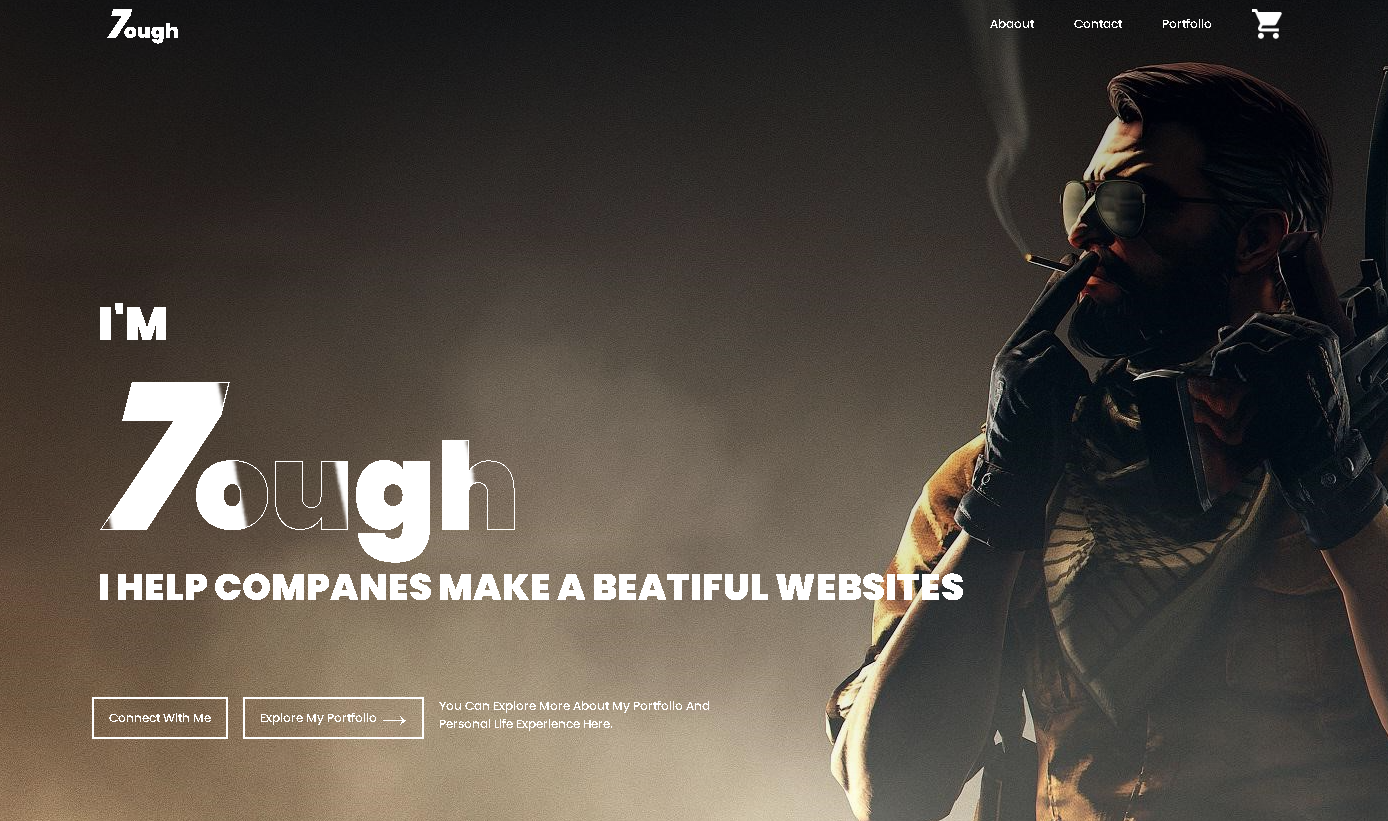 7ough
Abaout Contact Portfolio
I'M
7ough
I HELP COMPANES MAKE A BEATIFUL WEBSITES
Connect With Me
Explore My Portfolio
You Can Explore More About My Portfolio And
Personal Life Experience Here.